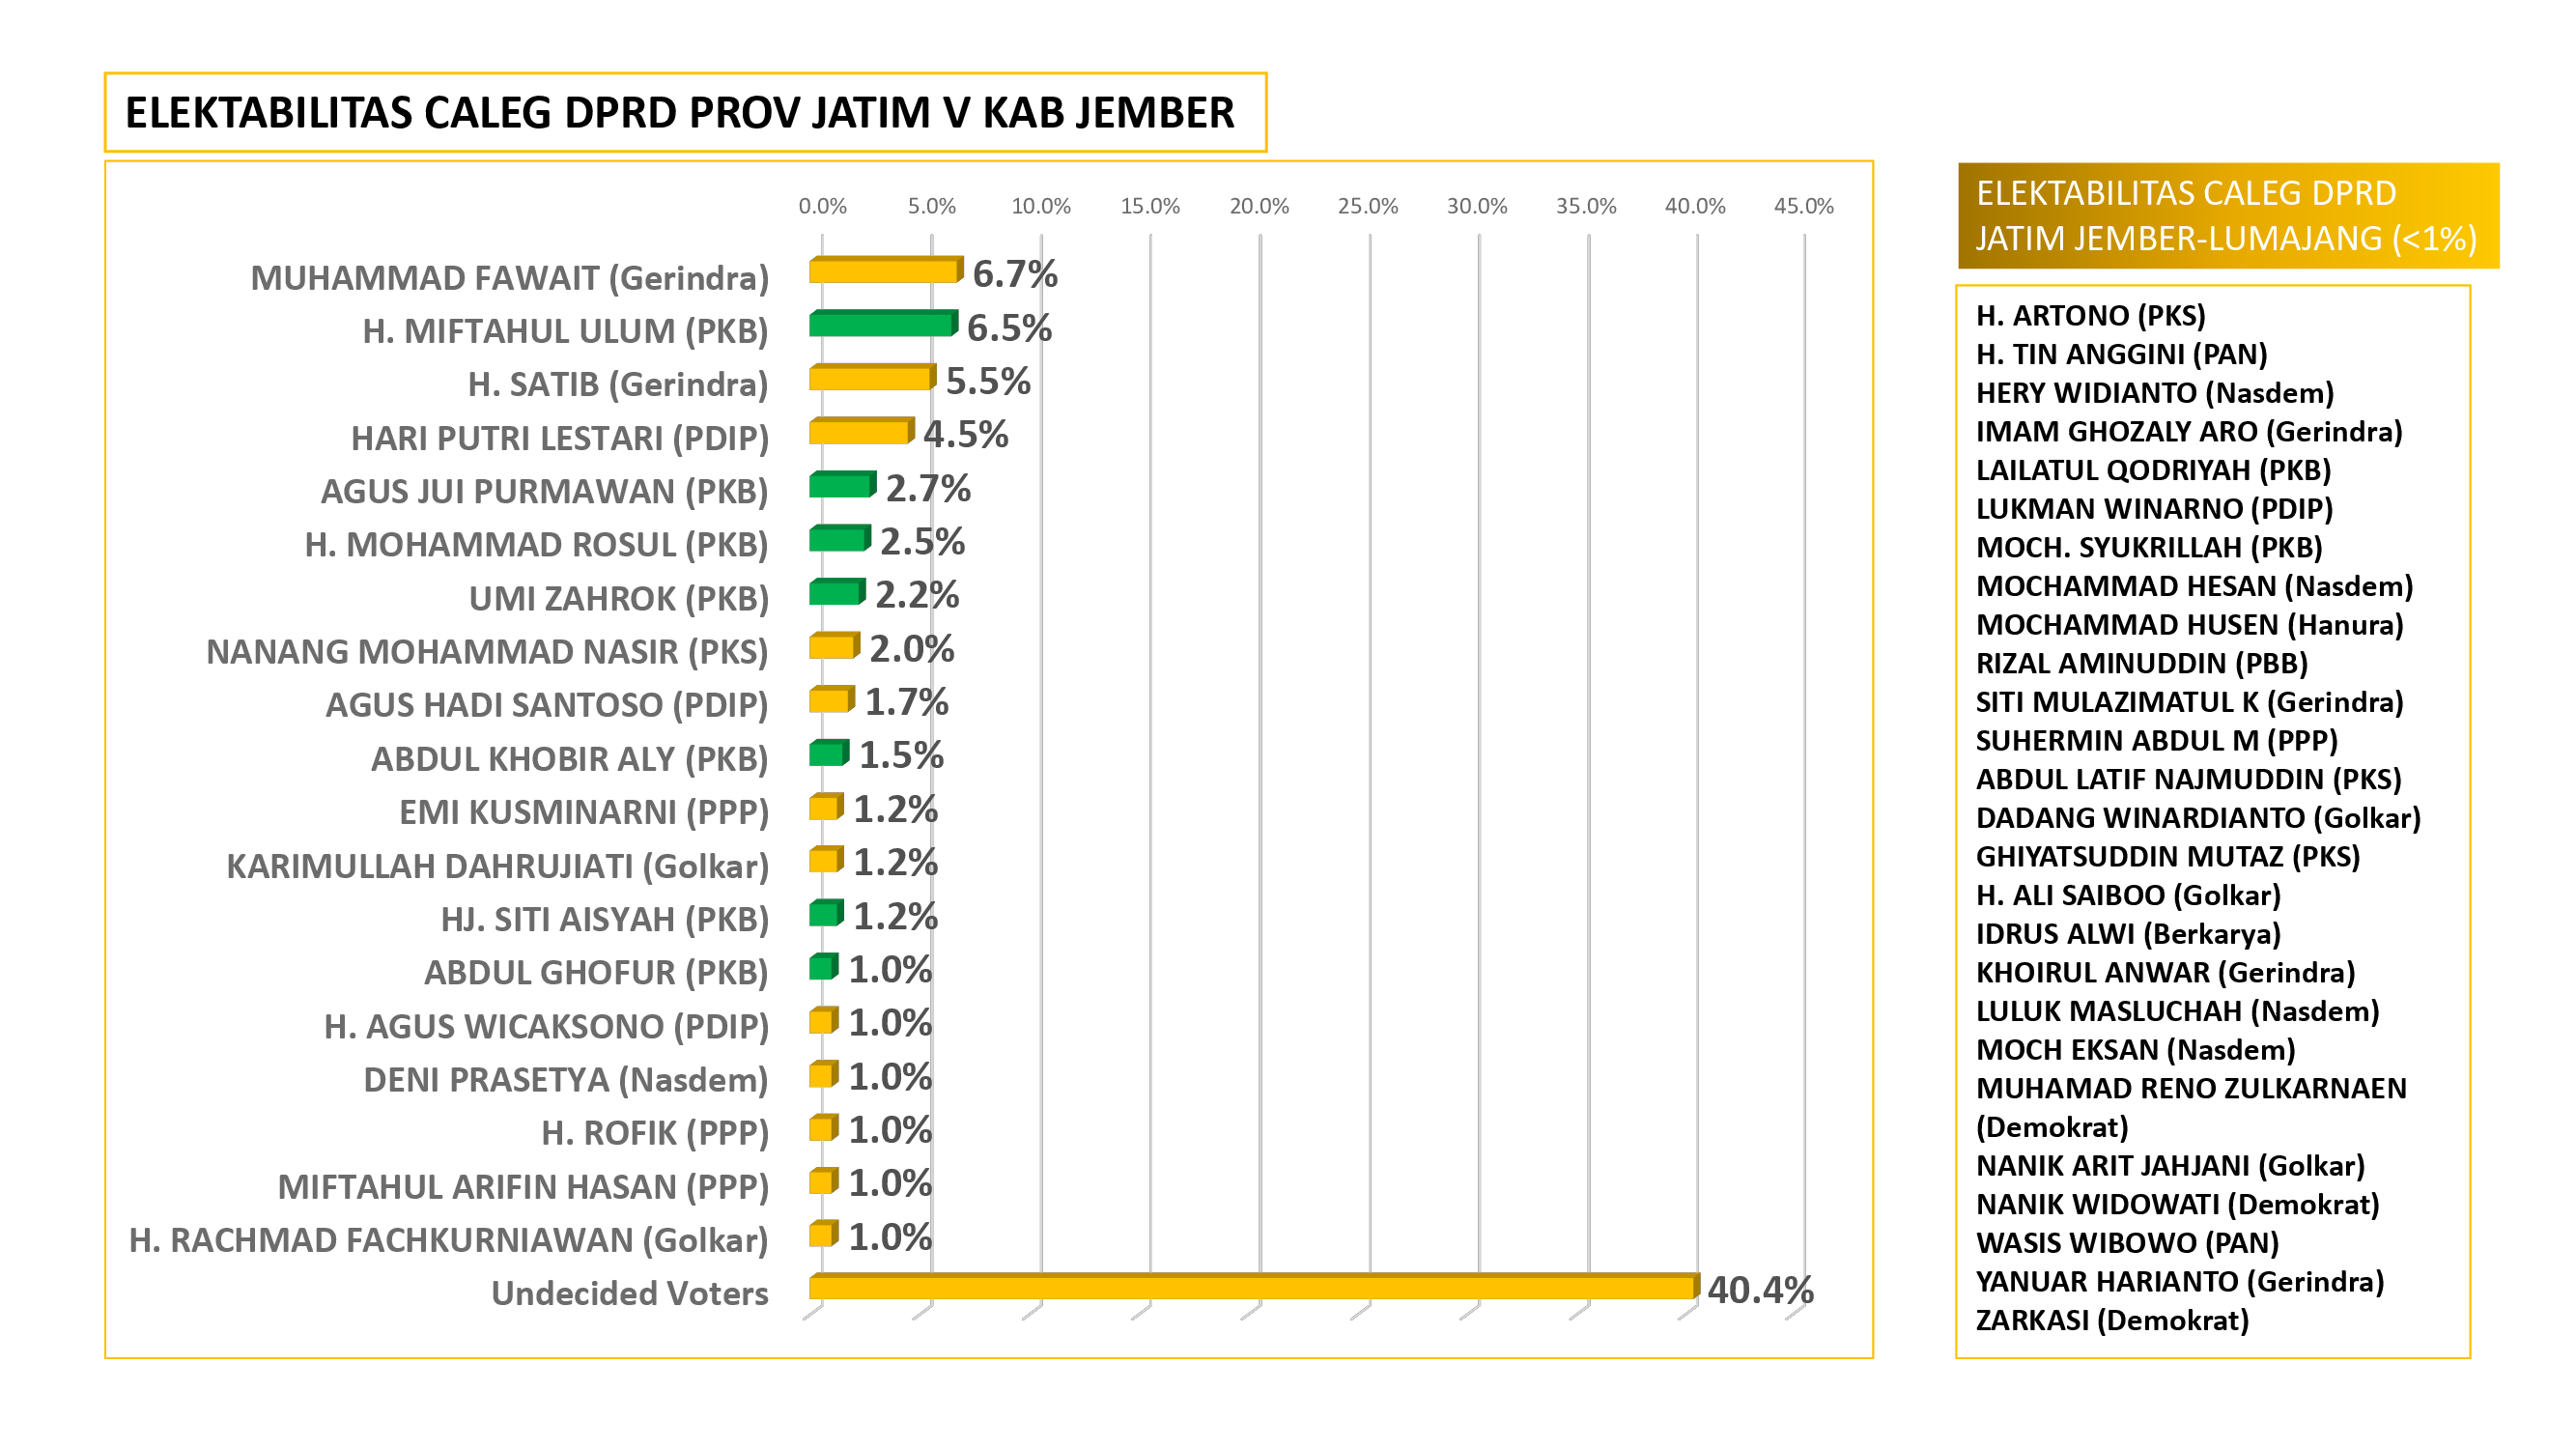 ELEKTABILITAS CALEG DPRD PROV JATIM V KAB JEMBER
0.0% 5.0% 10.0% 15.0% 20.0% 25.0% 30.0% 35.0% 40.0% 45.0%
MUHAMMAD FAWAIT (Gerindra) 6.7%
H. MIFTAHUL ULUM (PKB) 6.5%
H. SATIB (Gerindra) 5.5%
HARI PUTRI LESTARI (PDIP) 4.5%
AGUS JUI PURMAWAN (PKB) 2.7%
H. MOHAMMAD ROSUL (PKB) 2.5%
UMI ZAHROK (PKB) 2.2%
NANANG MOHAMMAD NASIR (PKS) 2.0%
AGUS HADI SANTOSO (PDIP) 1.7%
ABDUL KHOBIR ALY (PKB) 1.5%
EMI KUSMINARNI (PPP) 1.2%
KARIMULLAH DAHRUJIATI (Golkar) 1.2%
HJ. SITI AISYAH (PKB) 1.2%
ABDUL GHOFUR (PKB) 1.0%
H. AGUS WICAKSONO (PDIP) 1.0%
DENI PRASETYA (Nasdem) 1.0%
H. ROFIK (PPP) 1.0%
MIFTAHUL ARIFIN HASAN (PPP) 1.0%
H. RACHMAD FACHKURNIAWAN (Golkar) 1.0%
Undecided Voters 40.4%
ELEKTABILITAS CALEG DPRD
JATIM JEMBER-LUMAJANG (<1%)
H. ARTONO (PKS)
H. TIN ANGGINI (PAN)
HERY WIDIANTO (Nasdem)
IMAM GHOZALY ARO (Gerindra)
LAILATUL QODRIYAH (PKB)
LUKMAN WINARNO (PDIP)
MOCH. SYUKRILLAH (PKB)
MOCHAMMAD HESAN (Nasdem)
MOCHAMMAD HUSEN (Hanura)
RIZAL AMINUDDIN (PBB)
SITI MULAZIMATUL K (Gerindra)
SUHERMIN ABDUL M (PPP)
ABDUL LATIF NAJMUDDIN (PKS)
DADANG WINARDIANTO (Golkar)
GHIYATSUDDIN MUTAZ (PKS)
H. ALI SAIBOO (Golkar)
IDRUS ALWI (Berkarya)
KHOIRUL ANWAR (Gerindra)
LULUK MASLUCHAH (Nasdem)
MOCH EKSAN (Nasdem)
MUHAMAD RENO ZULKARNAEN
(Demokrat)
NANIK ARIT JAHJANI (Golkar)
NANIK WIDOWATI (Demokrat)
WASIS WIBOWO (PAN)
YANUAR HARIANTO (Gerindra)
ZARKASI (Demokrat)